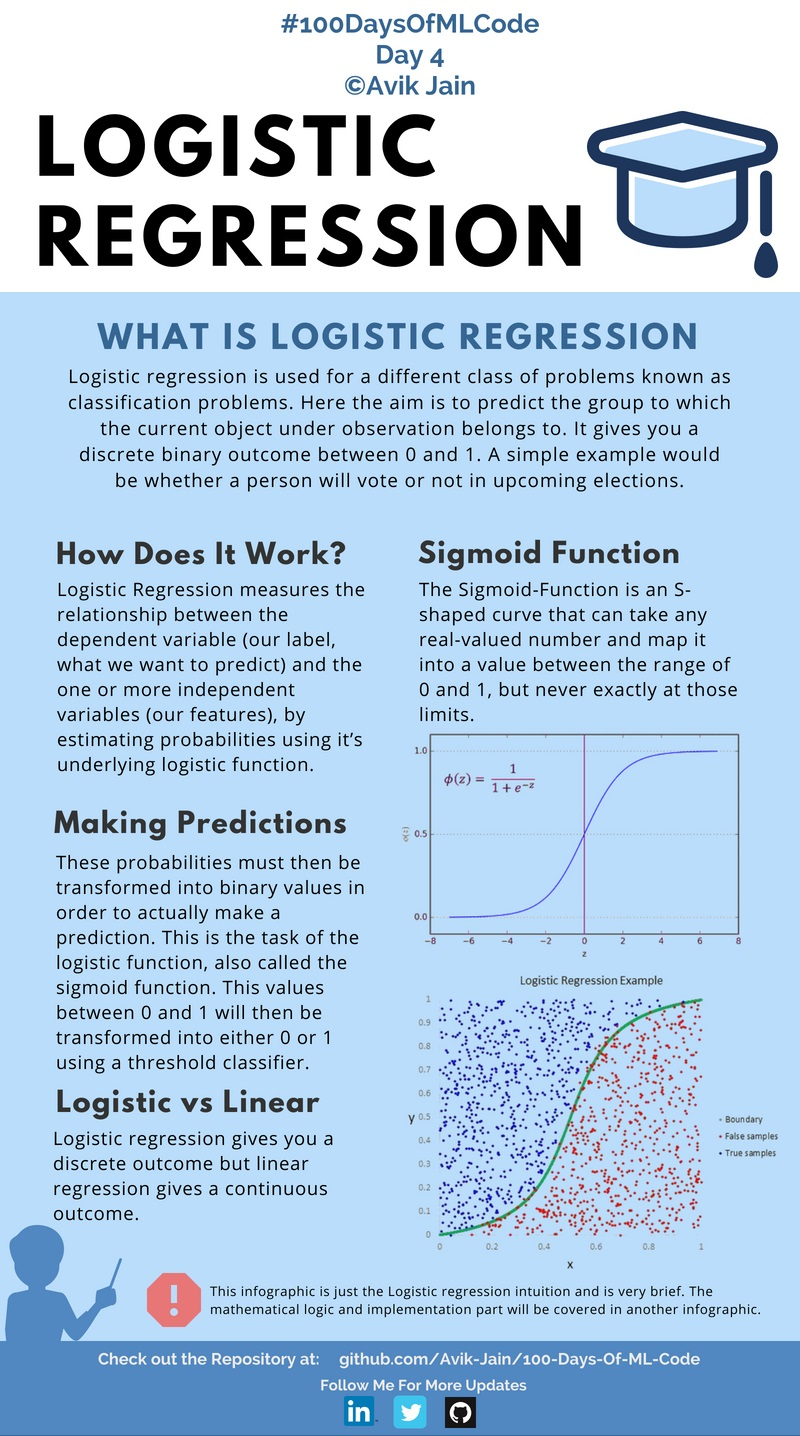 #100DaysOfMLCode
Day 4
©Avik Jain
LOGISTIC
REGRESSION
WHAT IS LOGISTIC REGRESSION
Logistic regression is used for a different class of problems known as
classification problems. Here the aim is to predict the group to which
the current object under observation belongs to. It gives you a
discrete binary outcome between 0 and 1. A simple example would
be whether a person will vote or not in upcoming elections.
How Does It Work?
Logistic Regression measures the
relationship between the
dependent variable (our label,
what we want to predict) and the
one or more independent
variables (our features), by
estimating probabilities using it’s
underlying logistic function.
Making Predictions
These probabilities must then be
transformed into binary values in
order to actually make a
prediction. This is the task of the
logistic function, also called the
sigmoid function. This values
between 0 and 1 will then be
transformed into either 0 or 1
using a threshold classifier.
Logistic vs Linear
Logistic regression gives you a
discrete outcome but linear
regression gives a continuous
outcome.
Sigmoid Function
The Sigmoid-Function is an S-
shaped curve that can take any
real-valued number and map it
into a value between the range of
0 and 1, but never exactly at those
limits.
ϕ(z) = 1 / 1 + e^-z
1.0
0.5
0.0
ϕ(z)
−8 −6 −4 −2 0 2 4 6 8
z
Logistic Regression Example
1
0.9
0.8
0.7
0.6
0.5
0.4
0.3
0.2
0.1
0
y
0 0.2 0.4 0.6 0.8 1
x
Boundary
False samples
True samples
This infographic is just the Logistic regression intuition and is very brief. The
mathematical logic and implementation part will be covered in another infographic.
Check out the Repository at: github.com/Avik-Jain/100-Days-Of-ML-Code
Follow Me For More Updates
in